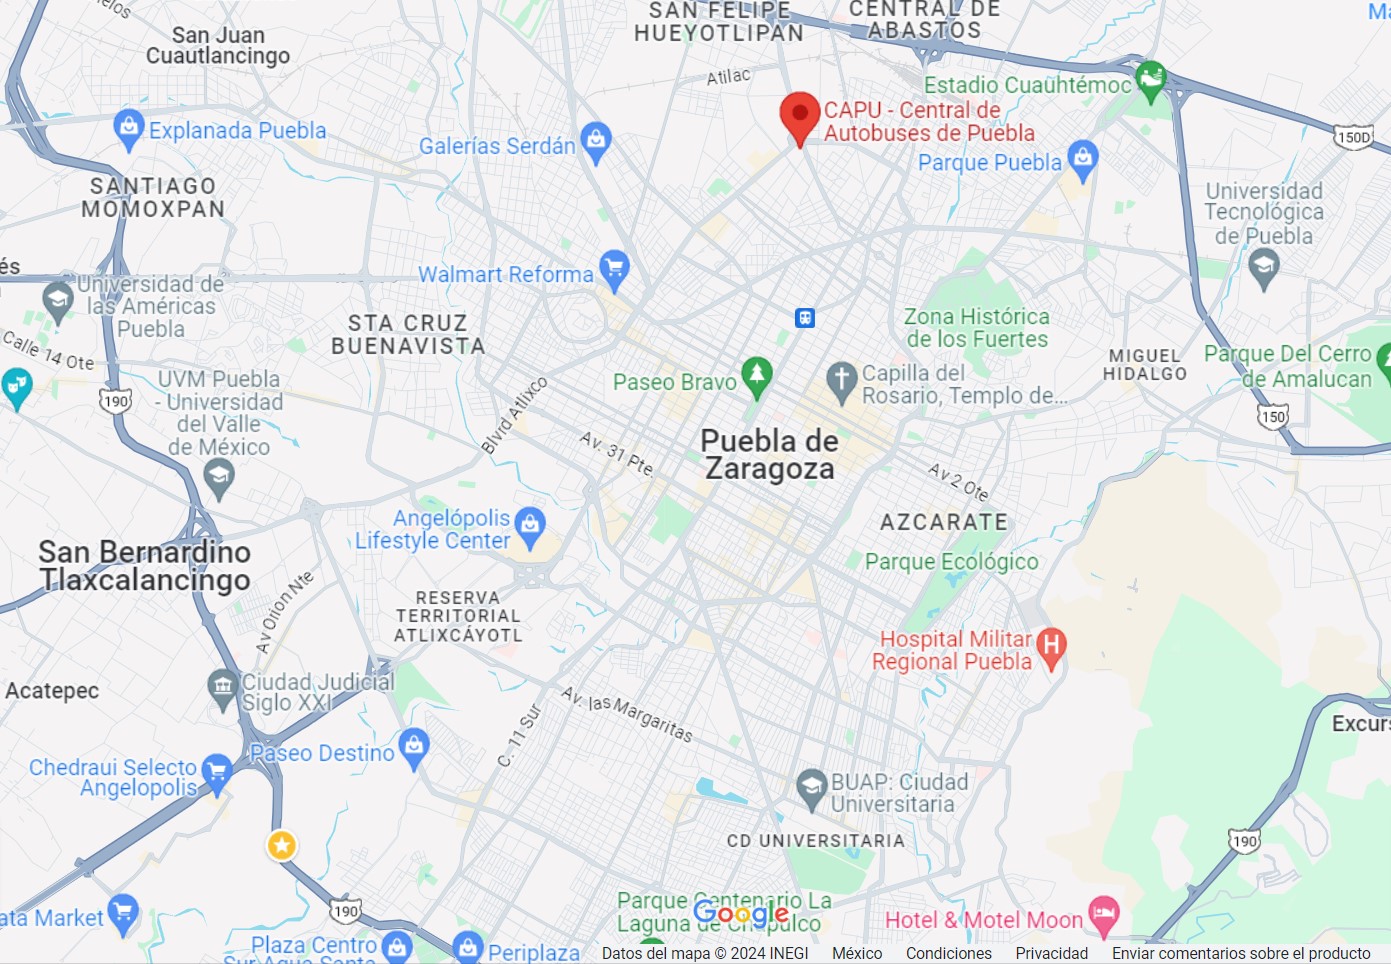 SAN FELIPE
HUEYOTLIPAN
CENTRAL DE
ABASTOS
San Juan
Cuautlancingo
Atilac
Estadio Cuauhtémoc
CAPU - Central de
Autobuses de Puebla
150D
Explanada Puebla
Galerías Serdán
Parque Puebla
SANTIAGO
MOMOXPAN
Universidad
Tecnológica
de Puebla
Walmart Reforma
Universidad de
las Américas
Puebla
STA CRUZ
BUENAVISTA
Zona Histórica
de los Fuertes
Calle 14 Ote
MIGUEL
HIDALGO
Parque Del Cerro
de Amalucan
UVM Puebla
- Universidad
del Valle
de México
190
Paseo Bravo
Capilla del
Rosario, Templo de...
150
Blvrd Atlixco
Av. 31 Pte.
Puebla de
Zaragoza
Av 2 Ote
Angelópolis
Lifestyle Center
AZCARATE
San Bernardino
Tlaxcalancingo
Parque Ecológico
Av Orion Nte
RESERVA
TERRITORIAL
ATLIXCÁYOTL
Hospital Militar
Regional Puebla
Acatepec
Ciudad Judicial
Siglo XXI
Av. las Margaritas
C. 11 Sur
Excurs
Paseo Destino
Chedraui Selecto
Angelopolis
BUAP: Ciudad
Universitaria
CD UNIVERSITARIA
190
190
ata Market
Parque Centenario La
Laguna de Chapulco
Google
Hotel & Motel Moon
Plaza Centro
Sur Agua Santa
Periplaza
Datos del mapa © 2024 INEGI México Condiciones Privacidad Enviar comentarios sobre el producto